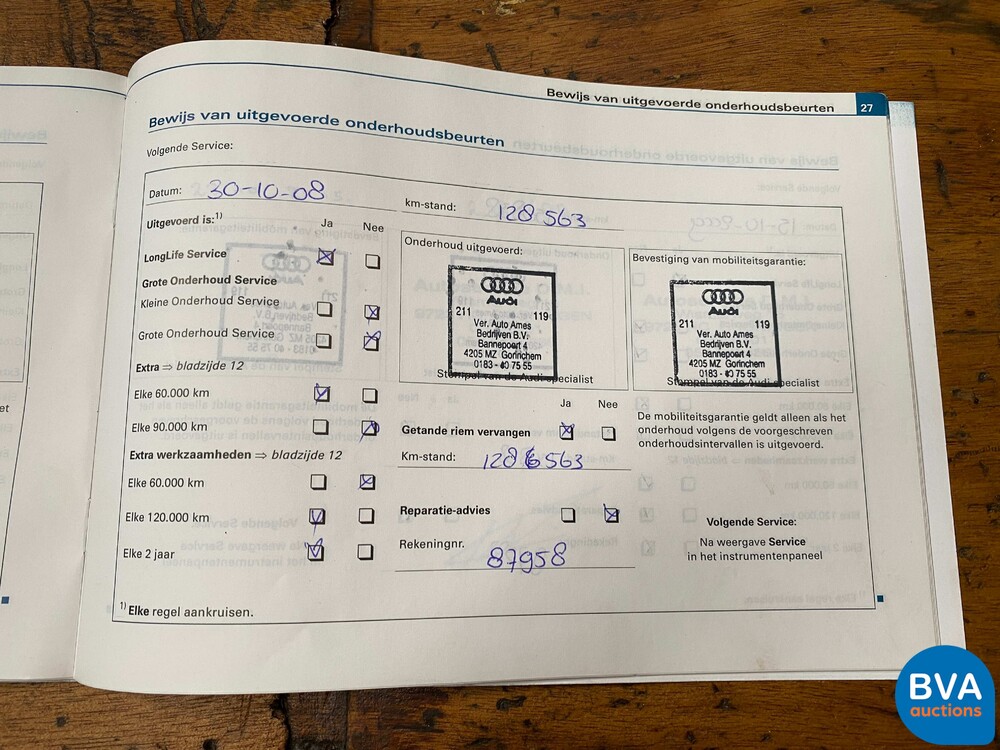 Bewijs van uitgevoerde onderhoudsbeurten 27
Bewijs van uitgevoerde onderhoudsbeurten
Volgende Service:
Datum: 30-10-08
km-stand: 128 563
Uitgevoerd is:1)
Ja Nee
LongLife Service
Grote Onderhoud Service
Kleine Onderhoud Service
Grote Onderhoud Service
Extra ⇒ bladzijde 12
Elke 60.000 km
Elke 90.000 km
Extra werkzaamheden ⇒ bladzijde 12
Elke 60.000 km
Elke 120.000 km
Elke 2 jaar
1) Elke regel aankruisen.
Onderhoud uitgevoerd:
Audi
211 119
Ver. Auto Ames
Bedrijven B.V.
Bannepoort 4
4205 MZ Gorinchem
0183 - 40 75 55
Stempel van de Audi-specialist
Ja Nee
Getande riem vervangen
Km-stand: 128 563
Reparatie-advies
Rekeningnr. 87958
Bevestiging van mobiliteitsgarantie:
Audi
211 119
Ver. Auto Ames
Bedrijven B.V.
Bannepoort 4
4205 MZ Gorinchem
0183 - 40 75 55
Stempel van de Audi-specialist
De mobiliteitsgarantie geldt alleen als het
onderhoud volgens de voorgeschreven
onderhoudsintervallen is uitgevoerd.
Volgende Service:
Na weergave Service
in het instrumentenpaneel
et
BVA
auctions